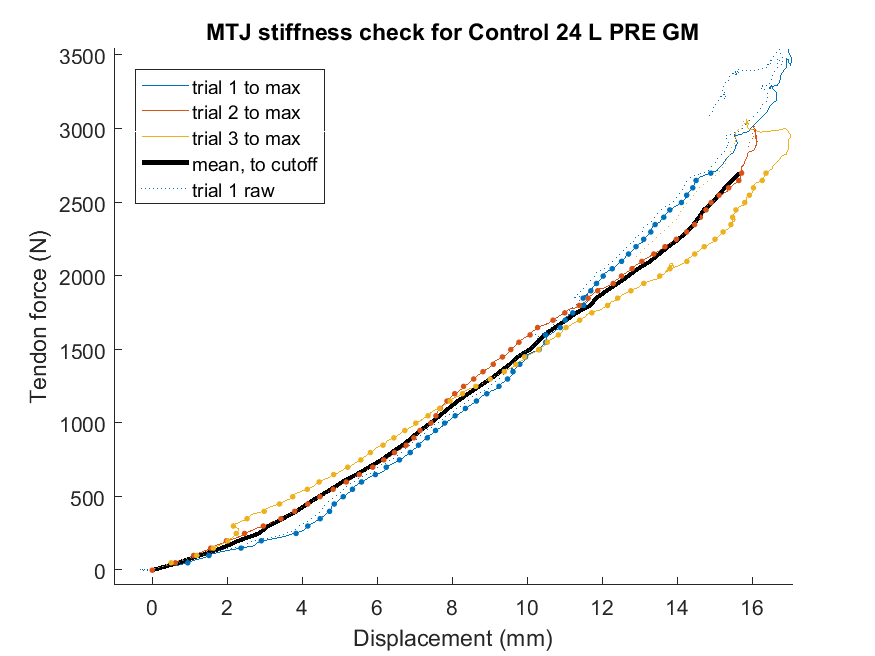 MTJ stiffness check for Control 24 L PRE GM
3500
3000
2500
2000
1500
1000
500
0
Tendon force (N)
trial 1 to max
trial 2 to max
trial 3 to max
mean, to cutoff
trial 1 raw
0 2 4 6 8 10 12 14 16
Displacement (mm)